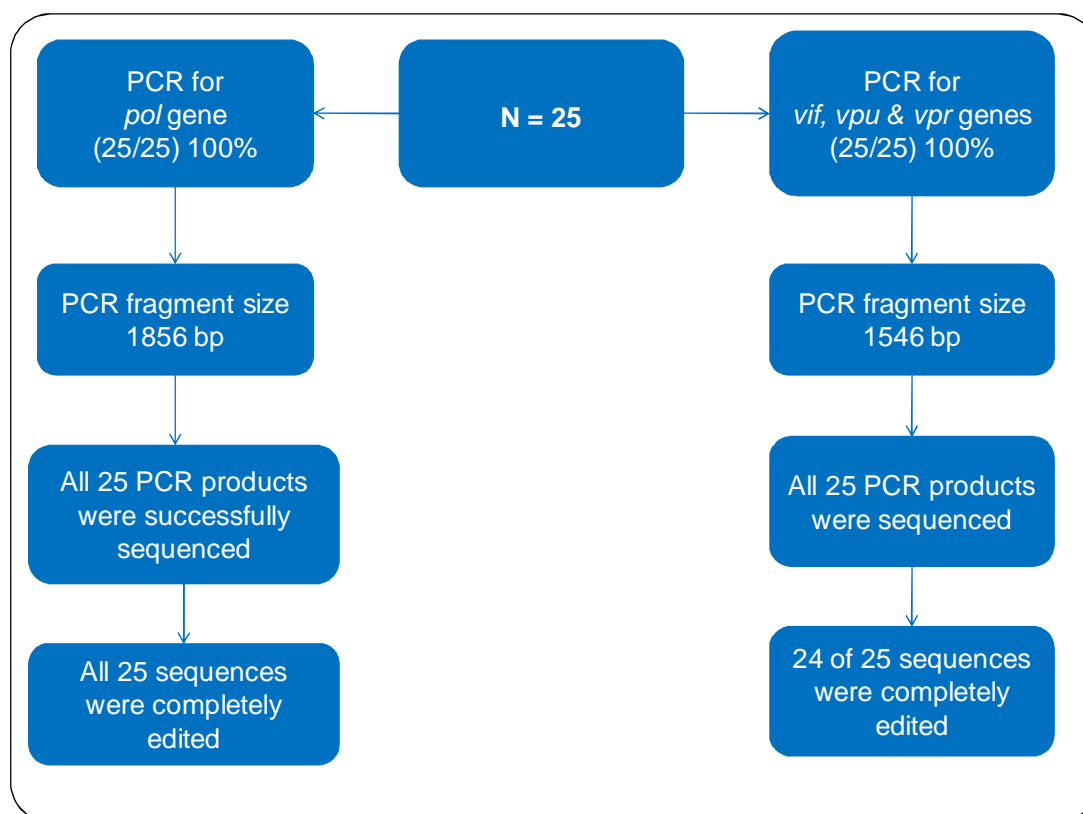 PCR for
pol gene
(25/25) 100%
N = 25
PCR for
vif, vpu & vpr genes
(25/25) 100%
PCR fragment size
1856 bp
PCR fragment size
1546 bp
All 25 PCR products
were successfully
sequenced
All 25 PCR products
were sequenced
All 25 sequences
were completely
edited
24 of 25 sequences
were completely
edited